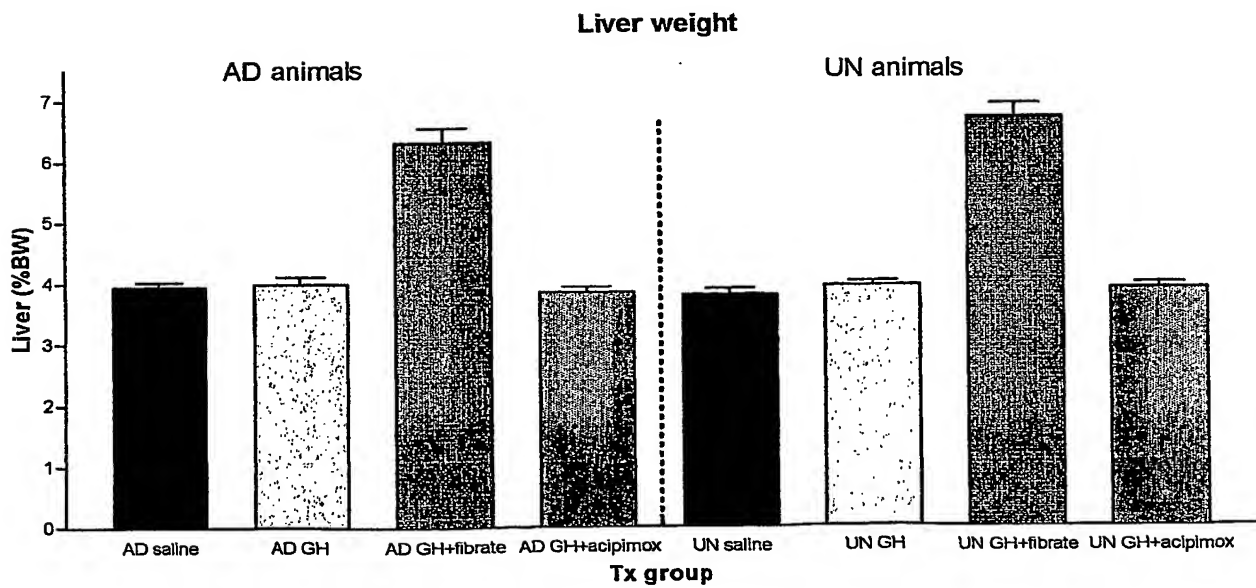 Liver weight
AD animals
UN animals
Liver (%BW)
7
6
5
4
3
2
1
0
AD saline
AD GH
AD GH+fibrate
AD GH+acipimox
UN saline
UN GH
UN GH+fibrate
UN GH+acipimox
Tx group